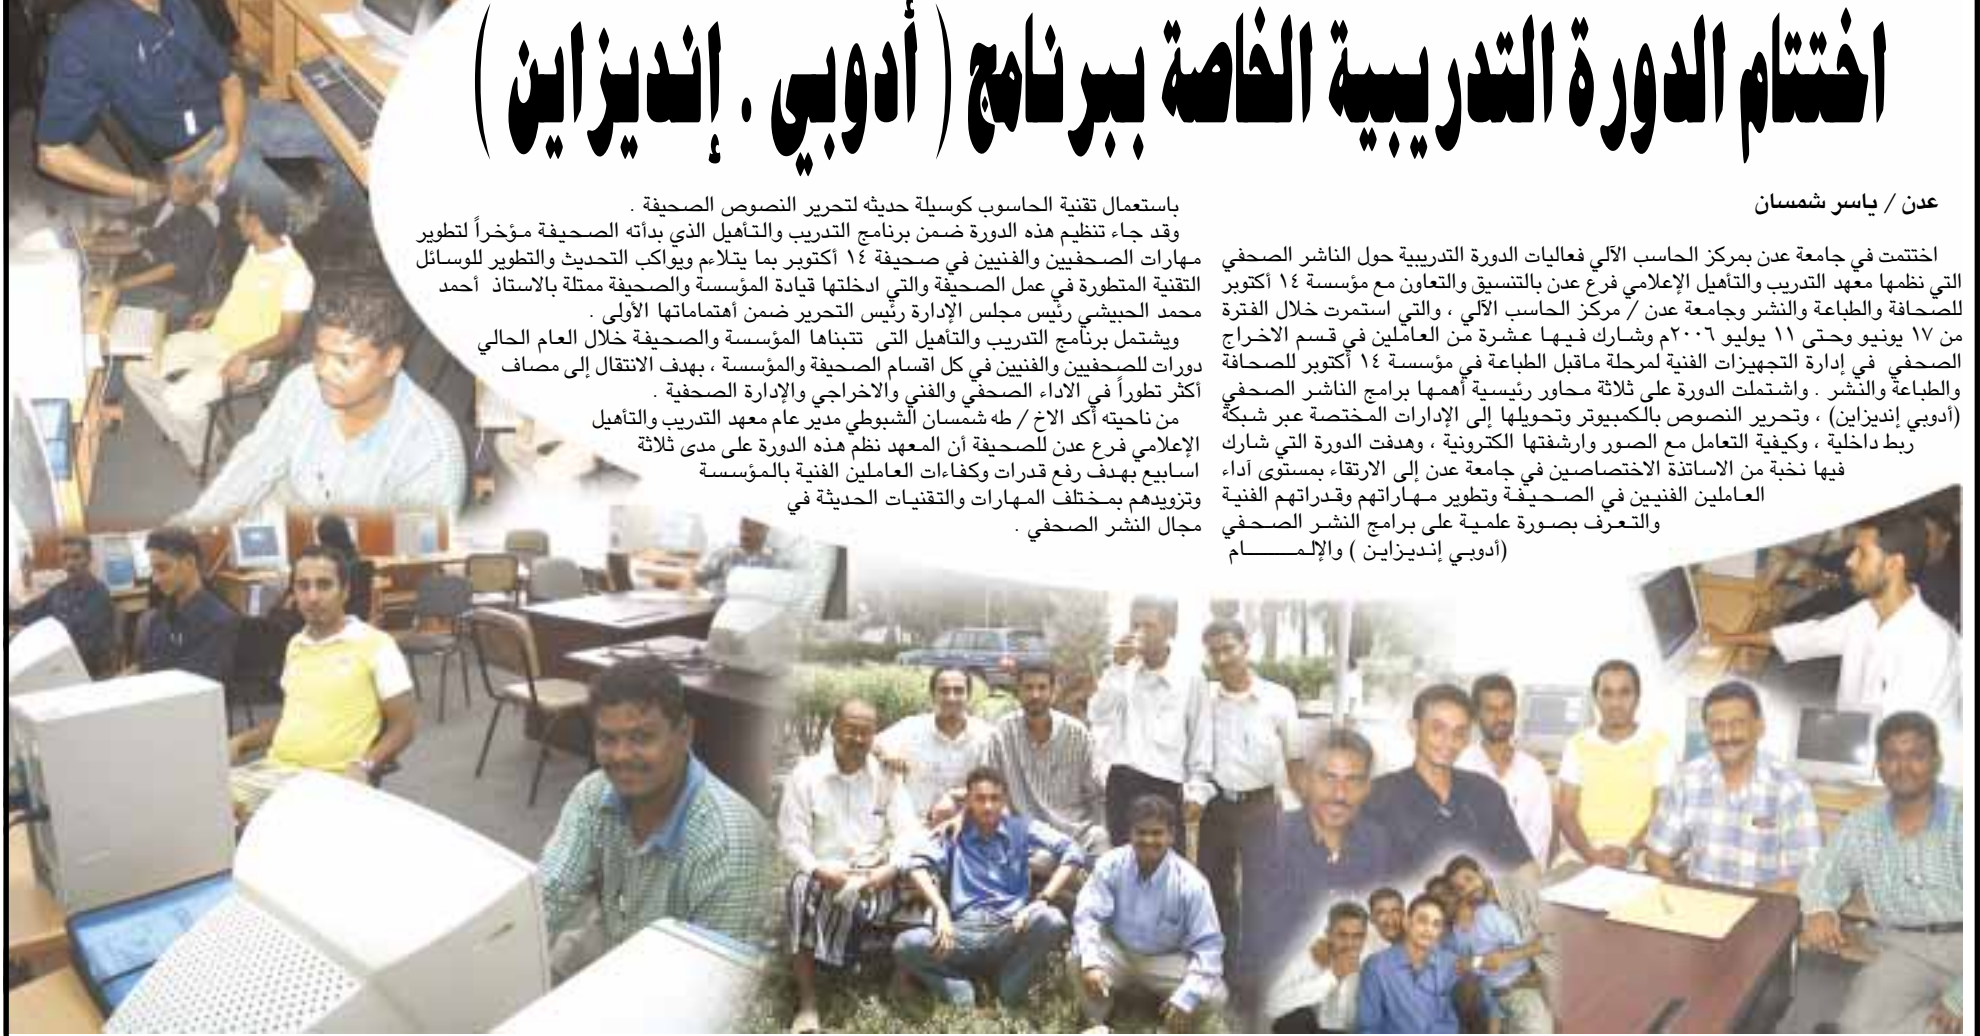 اختتام الدورة التدريبية الخاصة ببرنامج ( أدوبي . إنديزاين )
عدن / ياسر شمسان
اختتمت في جامعة عدن بمركز الحاسب الآلي فعاليات الدورة التدريبية حول الناشر الصحفي
التي نظمها معهد التدريب والتأهيل الإعلامي فرع عدن بالتنسيق والتعاون مع مؤسسة ١٤ أكتوبر
للصحافة والطباعة والنشر وجامعة عدن / مركز الحاسب الآلي ، والتي استمرت خلال الفترة
من ١٧ يونيو وحتى ١١ يوليو ٢٠٠٦م وشارك فيها عشرة من العاملين في قسم الاخراج
الصحفي في إدارة التجهيزات الفنية لمرحلة ماقبل الطباعة في مؤسسة ١٤ أكتوبر للصحافة
والطباعة والنشر . واشتملت الدورة على ثلاثة محاور رئيسية أهمها برامج الناشر الصحفي
(أدوبي إنديزاين) ، وتحرير النصوص بالكمبيوتر وتحويلها إلى الإدارات المختصة عبر شبكة
ربط داخلية ، وكيفية التعامل مع الصور وارشفتها الكترونية ، وهدفت الدورة التي شارك
فيها نخبة من الاساتذة الاختصاصين في جامعة عدن إلى الارتقاء بمستوى آداء
العاملين الفنيين في الصحيفة وتطوير مهاراتهم وقدراتهم الفنية
والتعرف بصورة علمية على برامج النشر الصحفي
(أدوبي إنديزاين ) والإلمـــــــام
باستعمال تقنية الحاسوب كوسيلة حديثه لتحرير النصوص الصحيفة .
وقد جاء تنظيم هذه الدورة ضمن برنامج التدريب والتأهيل الذي بدأته الصحيفة مؤخراً لتطوير
مهارات الصحفيين والفنيين في صحيفة ١٤ أكتوبر بما يتلاءم ويواكب التحديث والتطوير للوسائل
التقنية المتطورة في عمل الصحيفة والتي ادخلتها قيادة المؤسسة والصحيفة ممتلة بالاستاذ أحمد
محمد الحبيشي رئيس مجلس الإدارة رئيس التحرير ضمن أهتماماتها الأولى .
ويشتمل برنامج التدريب والتأهيل التى تتبناها المؤسسة والصحيفة خلال العام الحالي
دورات للصحفيين والفنيين في كل اقسام الصحيفة والمؤسسة ، بهدف الانتقال إلى مصاف
أكثر تطوراً في الاداء الصحفي والفني والاخراجي والإدارة الصحفية .
من ناحيته أكد الاخ / طه شمسان الشبوطي مدير عام معهد التدريب والتأهيل
الإعلامي فرع عدن للصحيفة أن المعهد نظم هذه الدورة على مدى ثلاثة
اسابيع بهدف رفع قدرات وكفاءات العاملين الفنية بالمؤسسة
وتزويدهم بمختلف المهارات والتقنيات الحديثة في
مجال النشر الصحفي .